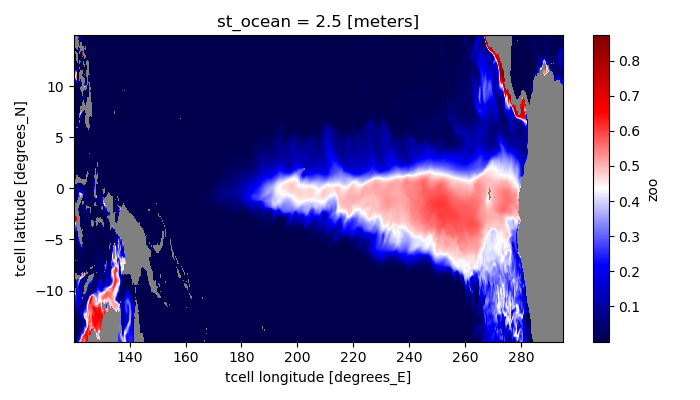 st_ocean = 2.5 [meters]
10
5
0
−5
−10
tcell latitude [degrees_N]
140 160 180 200 220 240 260 280
tcell longitude [degrees_E]
0.8
0.7
0.6
0.5
0.4
0.3
0.2
0.1
zoo